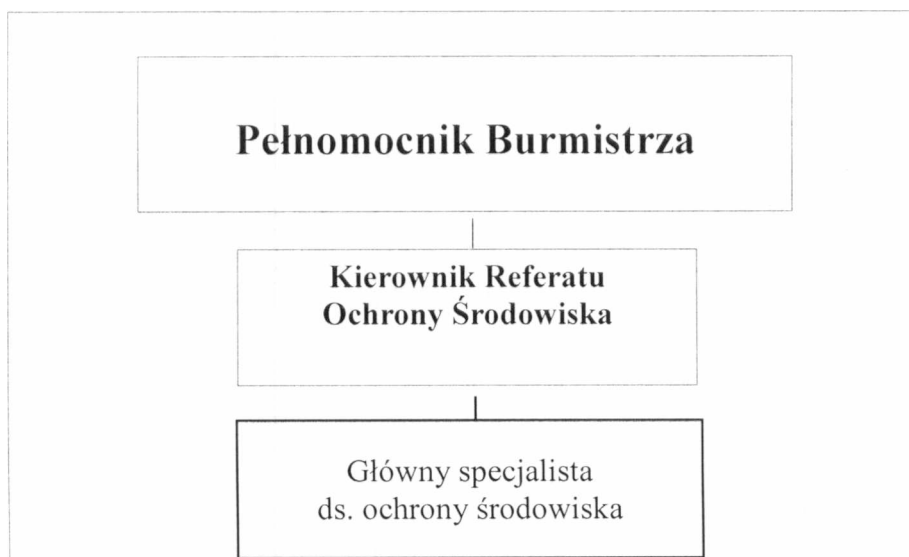 Pełnomocnik Burmistrza
Kierownik Referatu
Ochrony Środowiska
Główny specjalista
ds. ochrony środowiska